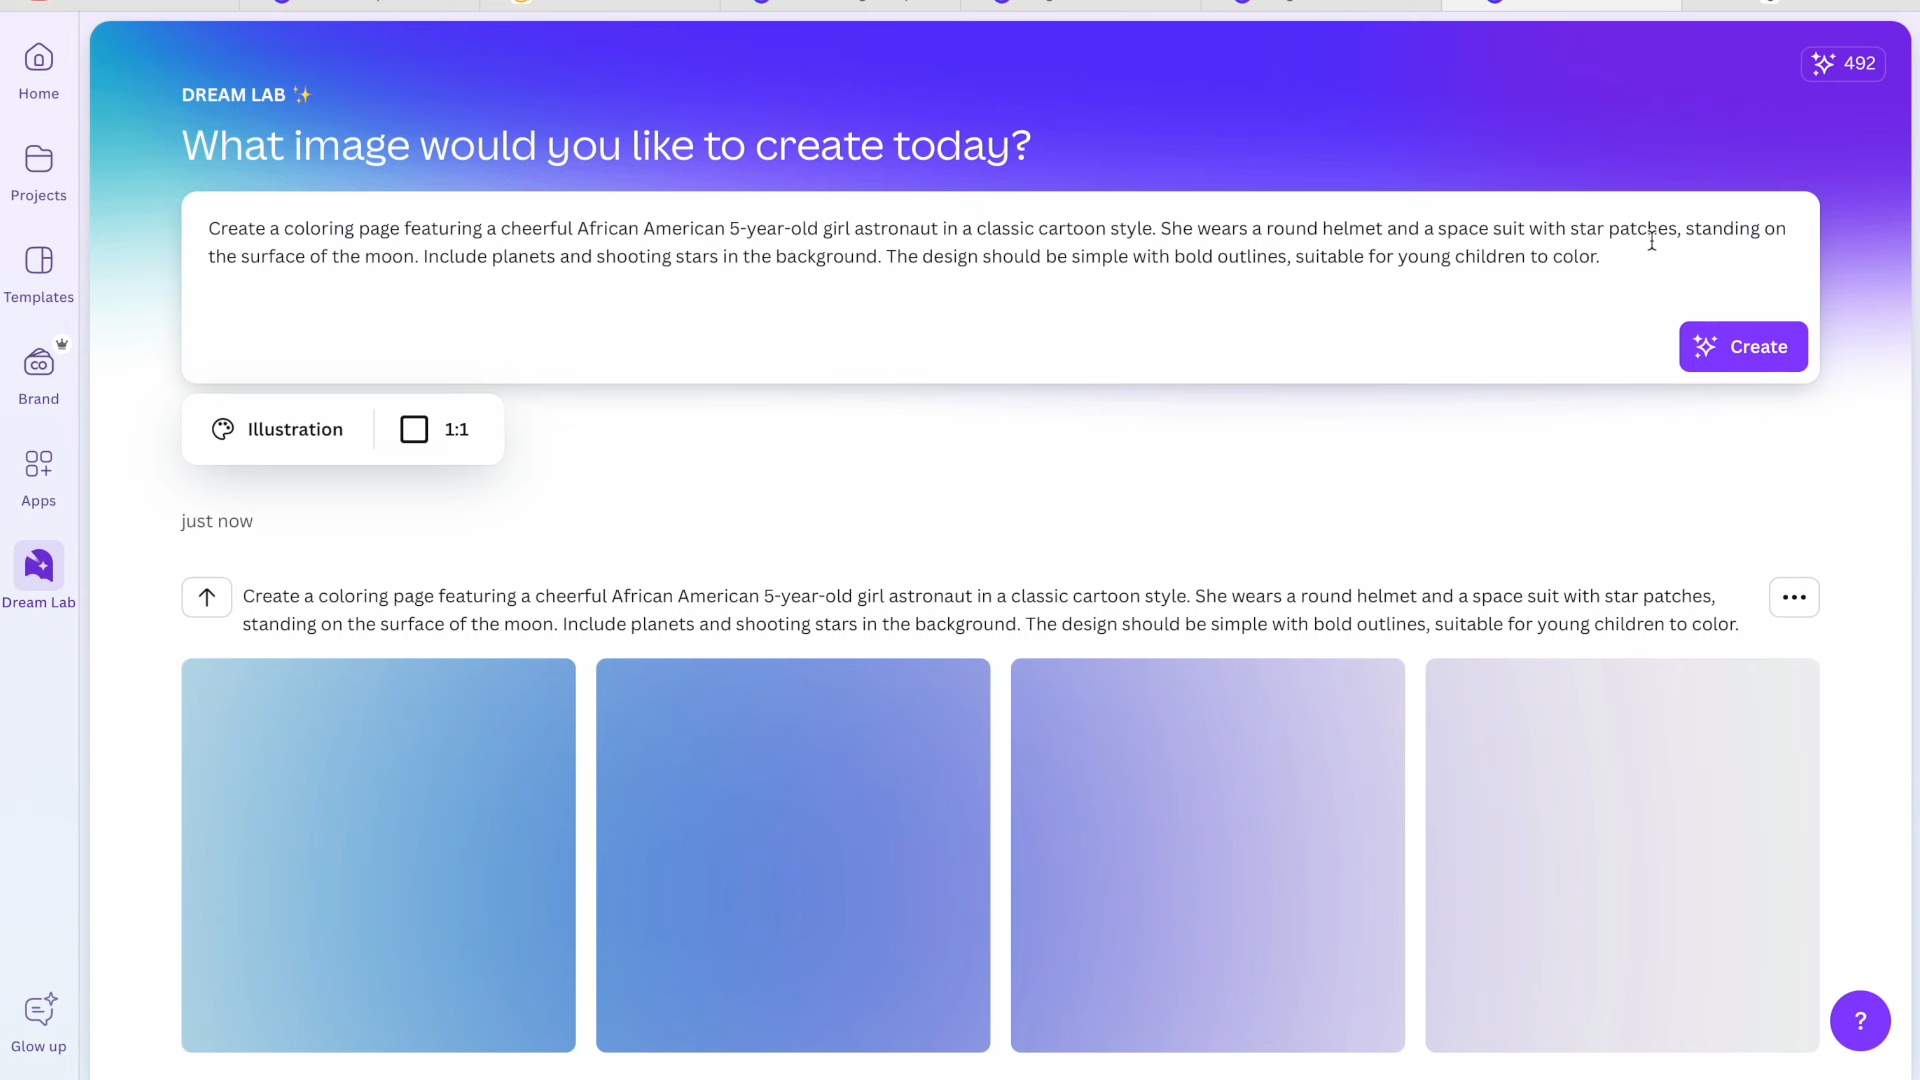 Home
Projects
Templates
CO
Brand
Apps
Dream Lab
Glow up
492
DREAM LAB
What image would you like to create today?
Create a coloring page featuring a cheerful African American 5-year-old girl astronaut in a classic cartoon style. She wears a round helmet and a space suit with star patches, standing on
the surface of the moon. Include planets and shooting stars in the background. The design should be simple with bold outlines, suitable for young children to color.
Create
Illustration
1:1
just now
Create a coloring page featuring a cheerful African American 5-year-old girl astronaut in a classic cartoon style. She wears a round helmet and a space suit with star patches,
standing on the surface of the moon. Include planets and shooting stars in the background. The design should be simple with bold outlines, suitable for young children to color.
?